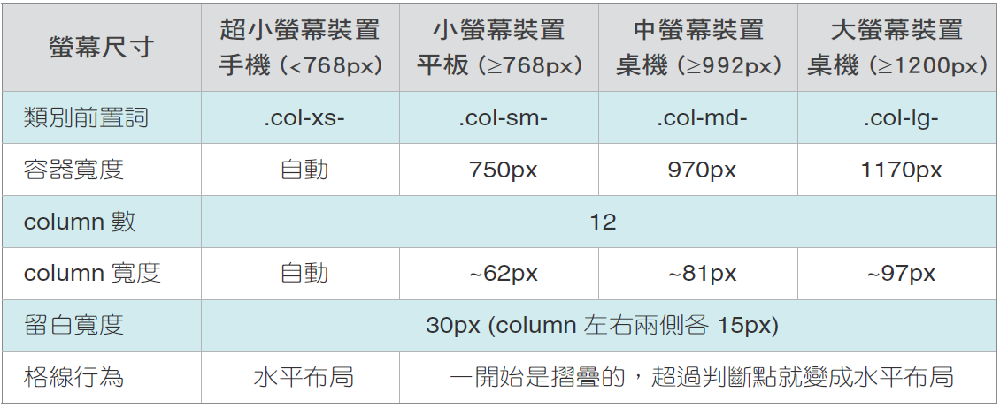 螢幕尺寸
超小螢幕裝置
手機 (<768px)
小螢幕裝置
平板 (≥768px)
中螢幕裝置
桌機 (≥992px)
大螢幕裝置
桌機 (≥1200px)
類別前置詞
.col-xs-
.col-sm-
.col-md-
.col-lg-
容器寬度
自動
750px
970px
1170px
column 數
12
column 寬度
自動
~62px
~81px
~97px
留白寬度
30px (column 左右兩側各 15px)
格線行為
水平布局
一開始是摺疊的，超過判斷點就變成水平布局